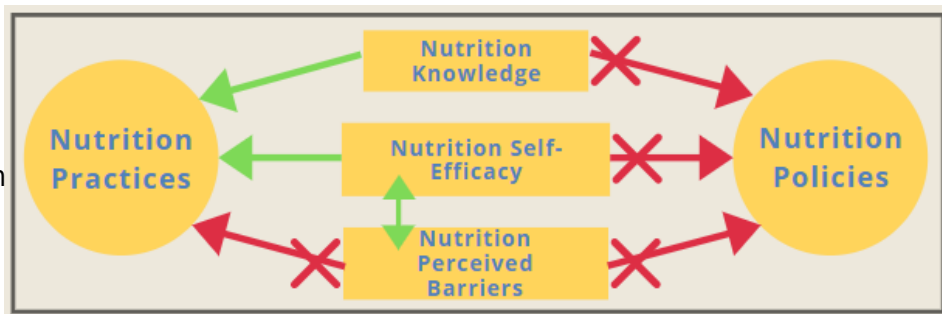 Nutrition
Knowledge
Nutrition
Practices
Nutrition Self-
Efficacy
Nutrition
Policies
Nutrition
Perceived
Barriers
n